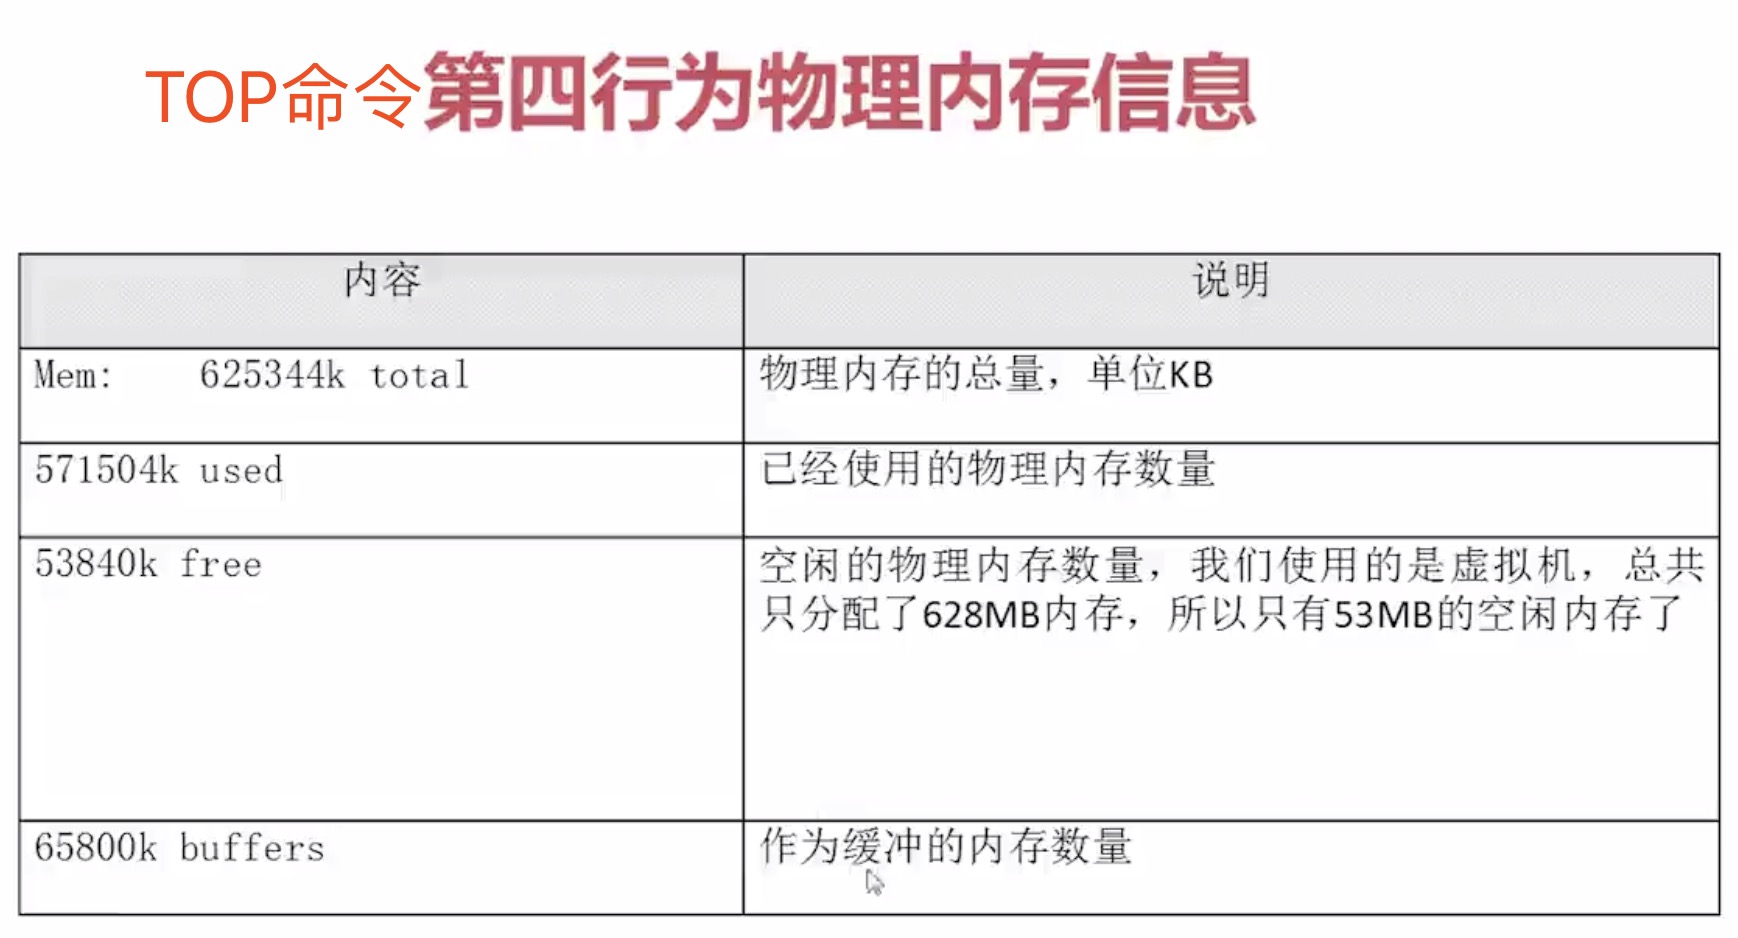 TOP命令第四行为物理内存信息
内容 说明
Mem: 625344k total 物理内存的总量，单位KB
571504k used 已经使用的物理内存数量
53840k free 空闲的物理内存数量，我们使用的是虚拟机，总共
只分配了628MB内存，所以只有53MB的空闲内存了
65800k buffers 作为缓冲的内存数量